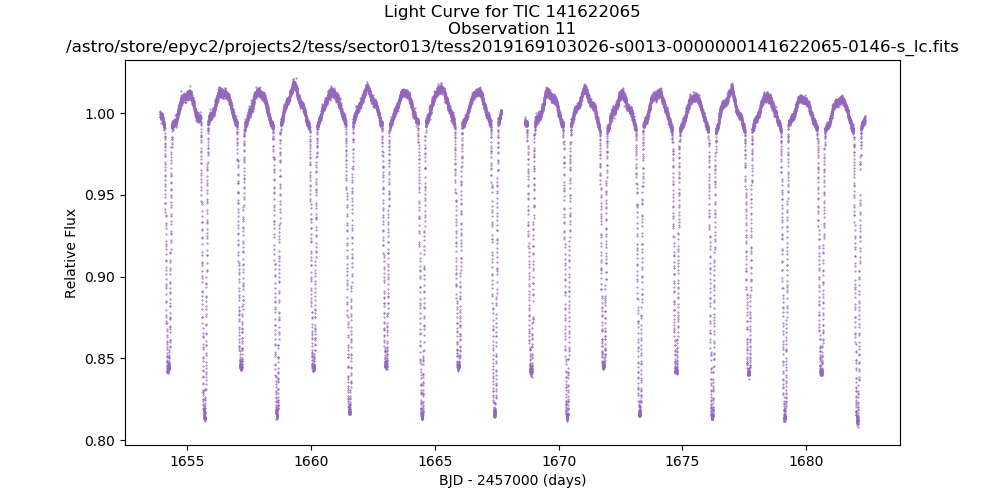 Light Curve for TIC 141622065
Observation 11
/astro/store/epyc2/projects2/tess/sector013/tess2019169103026-s0013-0000000141622065-0146-s_lc.fits
1.00
0.95
0.90
0.85
0.80
Relative Flux
1655 1660 1665 1670 1675 1680
BJD - 2457000 (days)